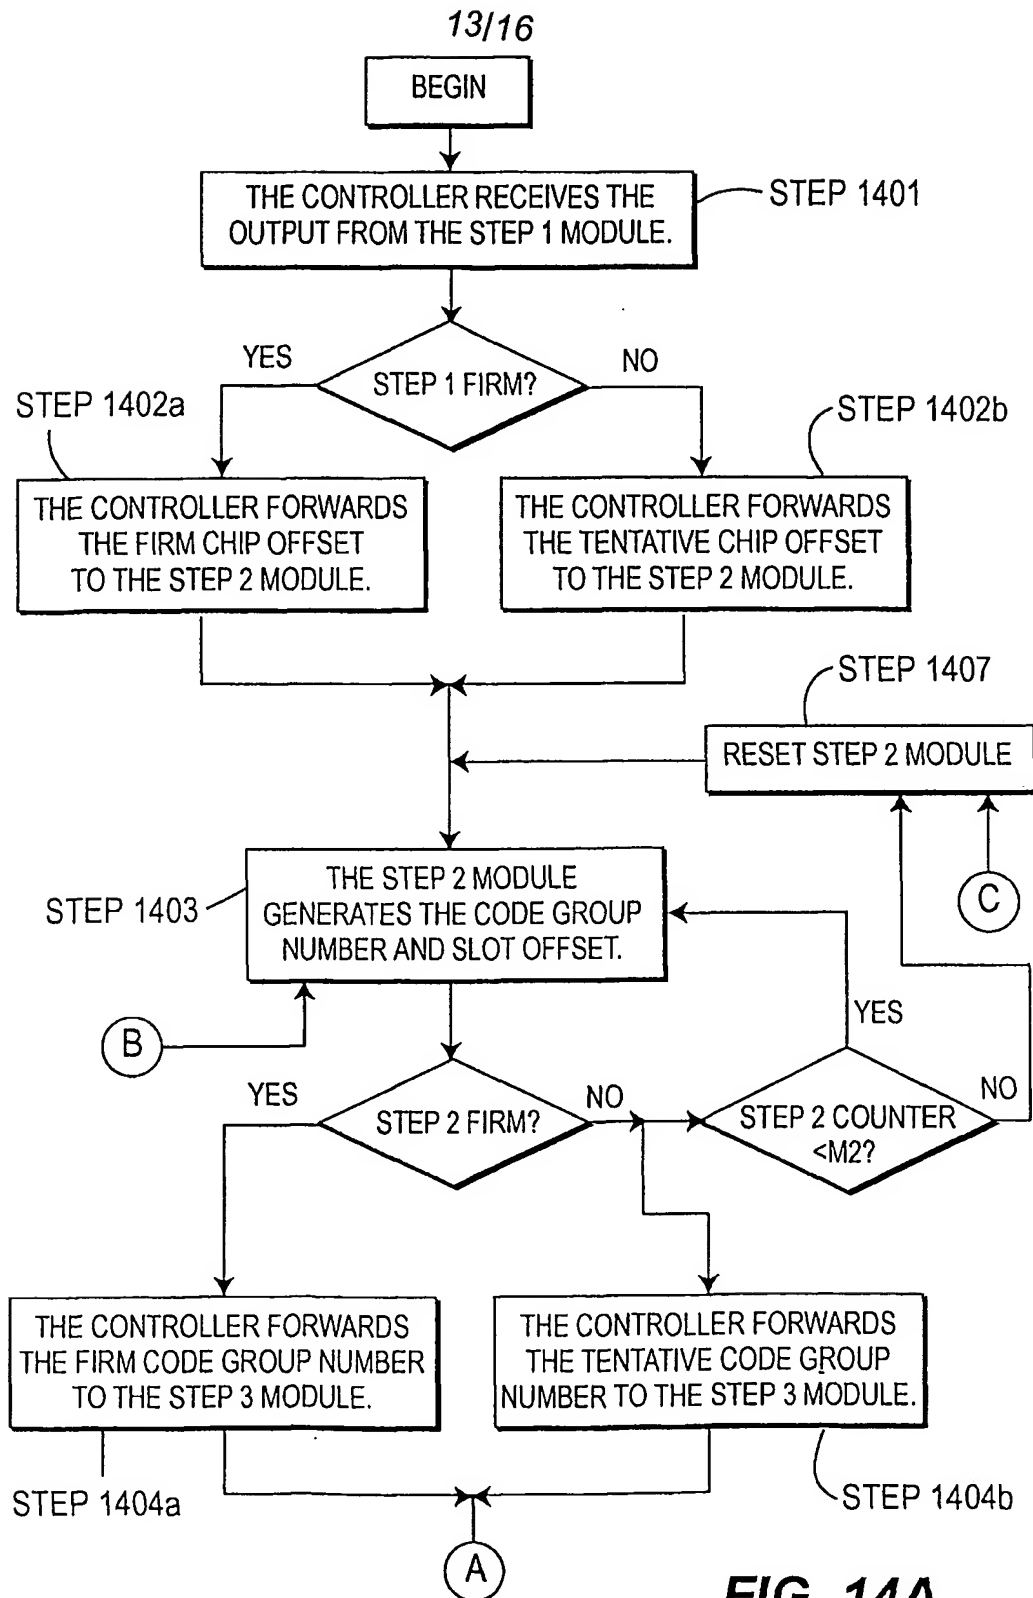 13/16
BEGIN
THE CONTROLLER RECEIVES THE
OUTPUT FROM THE STEP 1 MODULE.
STEP 1401
YES
STEP 1 FIRM?
NO
STEP 1402a
STEP 1402b
THE CONTROLLER FORWARDS
THE FIRM CHIP OFFSET
TO THE STEP 2 MODULE.
THE CONTROLLER FORWARDS
THE TENTATIVE CHIP OFFSET
TO THE STEP 2 MODULE.
STEP 1407
RESET STEP 2 MODULE
C
THE STEP 2 MODULE
GENERATES THE CODE GROUP
NUMBER AND SLOT OFFSET.
STEP 1403
B
YES
STEP 2 FIRM?
NO
YES
STEP 2 COUNTER
<M2?
NO
THE CONTROLLER FORWARDS
THE FIRM CODE GROUP NUMBER
TO THE STEP 3 MODULE.
THE CONTROLLER FORWARDS
THE TENTATIVE CODE GROUP
NUMBER TO THE STEP 3 MODULE.
STEP 1404a
STEP 1404b
A
FIG. 14A